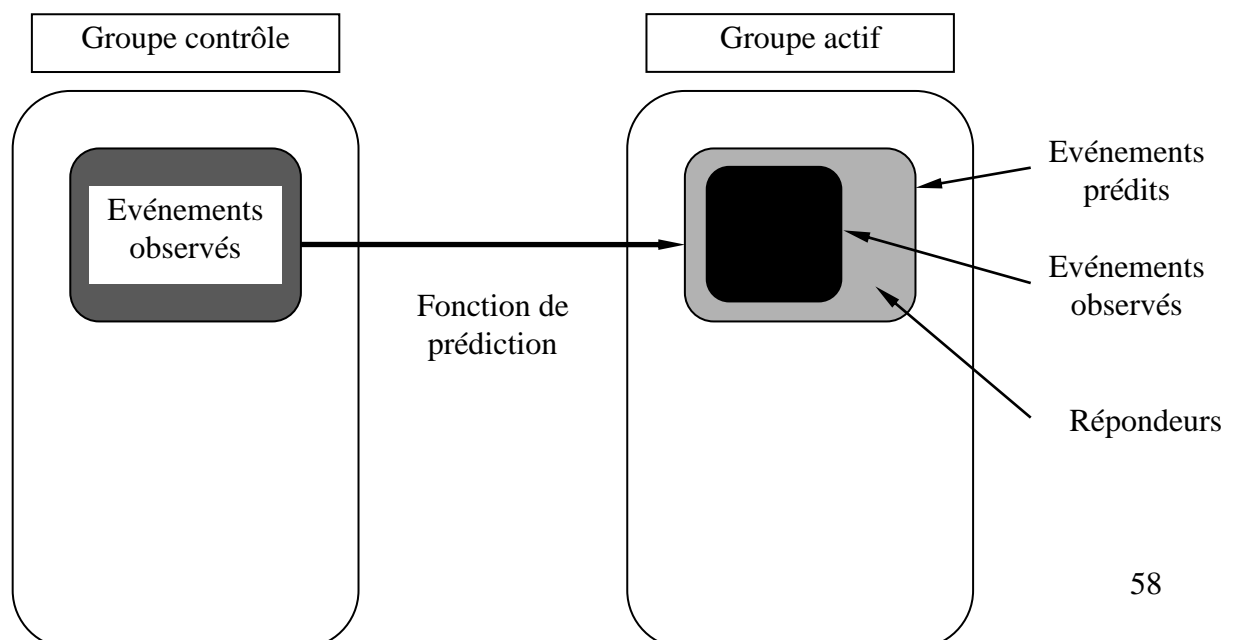 Groupe contrôle
Groupe actif
Evénements
observés
Fonction de
prédiction
Evénements
prédits
Evénements
observés
Répondeurs
58